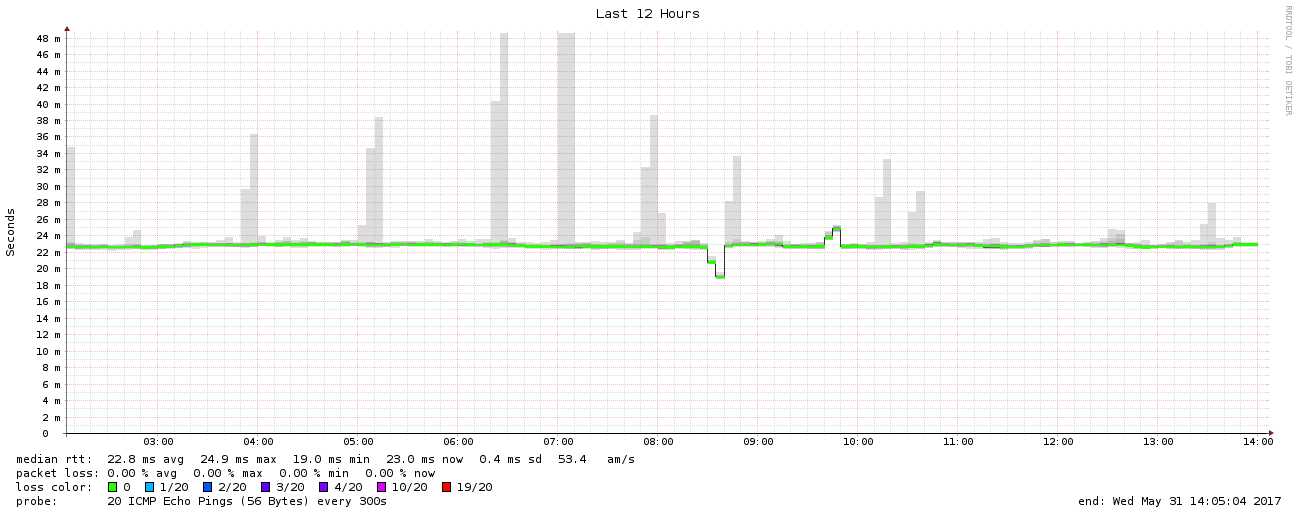 Last 12 Hours
RRDTOOL / TOBI OETIKER
Seconds
48 m
46 m
44 m
42 m
40 m
38 m
36 m
34 m
32 m
30 m
28 m
26 m
24 m
22 m
20 m
18 m
16 m
14 m
12 m
10 m
8 m
6 m
4 m
2 m
0
03:00 04:00 05:00 06:00 07:00 08:00 09:00 10:00 11:00 12:00 13:00 14:00
median rtt: 22.8 ms avg 24.9 ms max 19.0 ms min 23.0 ms now 0.4 ms sd 53.4 am/s
packet loss: 0.00 % avg 0.00 % max 0.00 % min 0.00 % now
loss color: 0 1/20 2/20 3/20 4/20 10/20 19/20
probe: 20 ICMP Echo Pings (56 Bytes) every 300s end: Wed May 31 14:05:04 2017